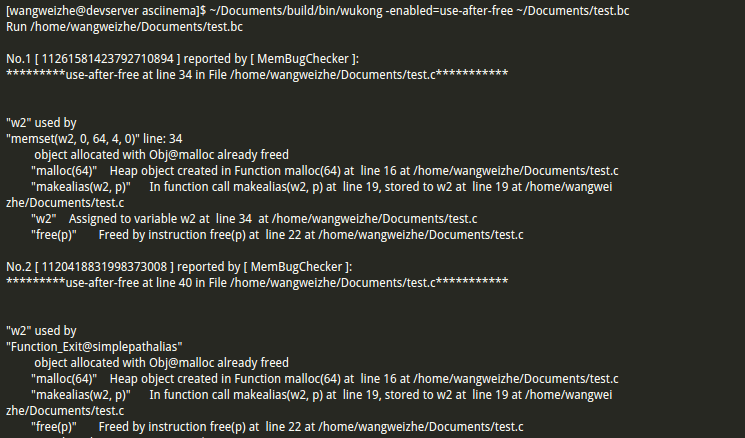 [wangweizhe@devserver asciinema]$ ~/Documents/build/bin/wukong -enabled=use-after-free ~/Documents/test.bc
Run /home/wangweizhe/Documents/test.bc
No.1 [ 11261581423792710894 ] reported by [ MemBugChecker ]:
*********use-after-free at line 34 in File /home/wangweizhe/Documents/test.c***********
"w2" used by
"memset(w2, 0, 64, 4, 0)" line: 34
object allocated with Obj@malloc already freed
"malloc(64)" Heap object created in Function malloc(64) at line 16 at /home/wangweizhe/Documents/test.c
"makealias(w2, p)" In function call makealias(w2, p) at line 19, stored to w2 at line 19 at /home/wangwei
zhe/Documents/test.c
"w2" Assigned to variable w2 at line 34 at /home/wangweizhe/Documents/test.c
"free(p)" Freed by instruction free(p) at line 22 at /home/wangweizhe/Documents/test.c
No.2 [ 1120418831998373008 ] reported by [ MemBugChecker ]:
*********use-after-free at line 40 in File /home/wangweizhe/Documents/test.c***********
"w2" used by
"Function_Exit@simplepathalias"
object allocated with Obj@malloc already freed
"malloc(64)" Heap object created in Function malloc(64) at line 16 at /home/wangweizhe/Documents/test.c
"makealias(w2, p)" In function call makealias(w2, p) at line 19, stored to w2 at line 19 at /home/wangwei
zhe/Documents/test.c
"free(p)" Freed by instruction free(p) at line 22 at /home/wangweizhe/Documents/test.c